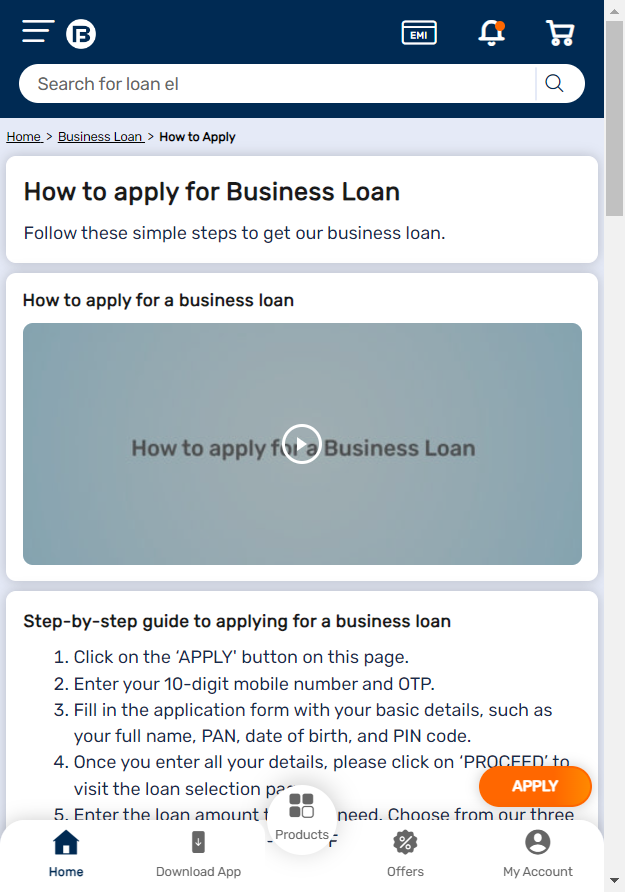 EMI
Search for loan el
Home > Business Loan > How to Apply
How to apply for Business Loan
Follow these simple steps to get our business loan.
How to apply for a business loan
How to apply for a Business Loan
Step-by-step guide to applying for a business loan
1. Click on the ‘APPLY' button on this page.
2. Enter your 10-digit mobile number and OTP.
3. Fill in the application form with your basic details, such as
your full name, PAN, date of birth, and PIN code.
4. Once you enter all your details, please click on ‘PROCEED’ to
visit the loan selection
APPLY
5. Enter the loan amount need. Choose from our three
Products
Home
Download App
Offers
My Account